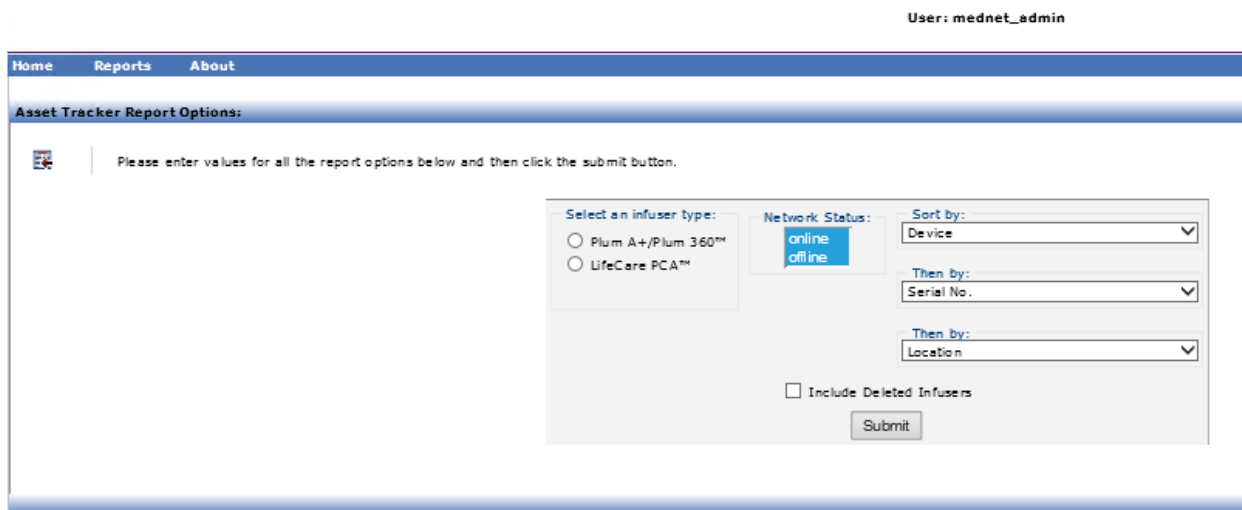 User: mednet_admin
Home Reports About
Asset Tracker Report Options:
Please enter values for all the report options below and then click the submit button.
Select an infuser type:
Plum A+/Plum 360™
LifeCare PCA™
Network Status:
online
offline
Sort by:
Device
Then by:
Serial No.
Then by:
Location
Include Deleted Infusers
Submit